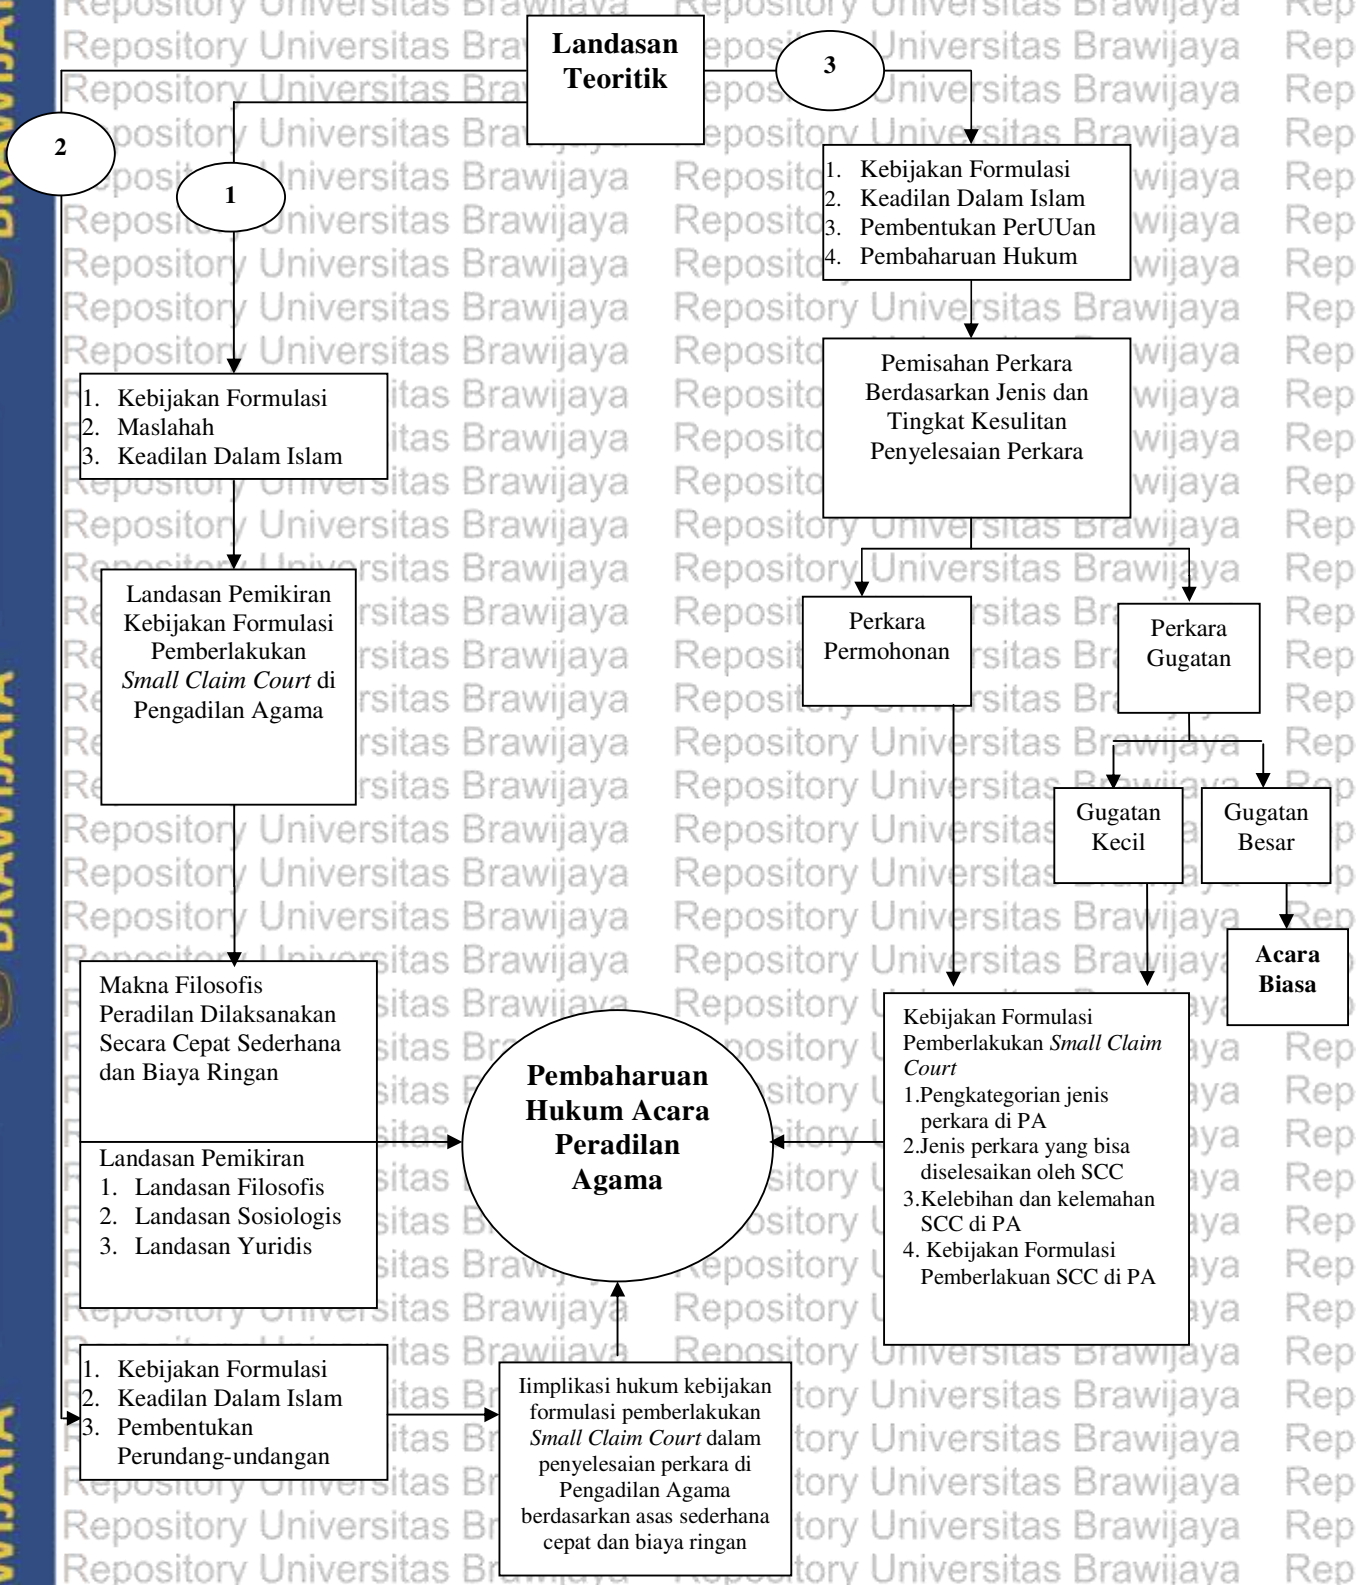 Landasan
Teoritik
3
2
1
1. Kebijakan Formulasi
2. Keadilan Dalam Islam
3. Pembentukan PerUUan
4. Pembaharuan Hukum
Pemisahan Perkara
Berdasarkan Jenis dan
Tingkat Kesulitan
Penyelesaian Perkara
1. Kebijakan Formulasi
2. Maslahah
3. Keadilan Dalam Islam
Landasan Pemikiran
Kebijakan Formulasi
Pemberlakukan
Small Claim Court di
Pengadilan Agama
Perkara
Permohonan
Perkara
Gugatan
Gugatan
Kecil
Gugatan
Besar
Acara
Biasa
Makna Filosofis
Peradilan Dilaksanakan
Secara Cepat Sederhana
dan Biaya Ringan
Landasan Pemikiran
1. Landasan Filosofis
2. Landasan Sosiologis
3. Landasan Yuridis
Pembaharuan
Hukum Acara
Peradilan
Agama
Kebijakan Formulasi
Pemberlakukan Small Claim
Court
1.Pengkategorian jenis
perkara di PA
2.Jenis perkara yang bisa
diselesaikan oleh SCC
3.Kelebihan dan kelemahan
SCC di PA
4. Kebijakan Formulasi
Pemberlakuan SCC di PA
1. Kebijakan Formulasi
2. Keadilan Dalam Islam
3. Pembentukan
Perundang-undangan
Iimplikasi hukum kebijakan
formulasi pemberlakukan
Small Claim Court dalam
penyelesaian perkara di
Pengadilan Agama
berdasarkan asas sederhana
cepat dan biaya ringan
Repository Universitas Brawijaya
BRAWIJAYA